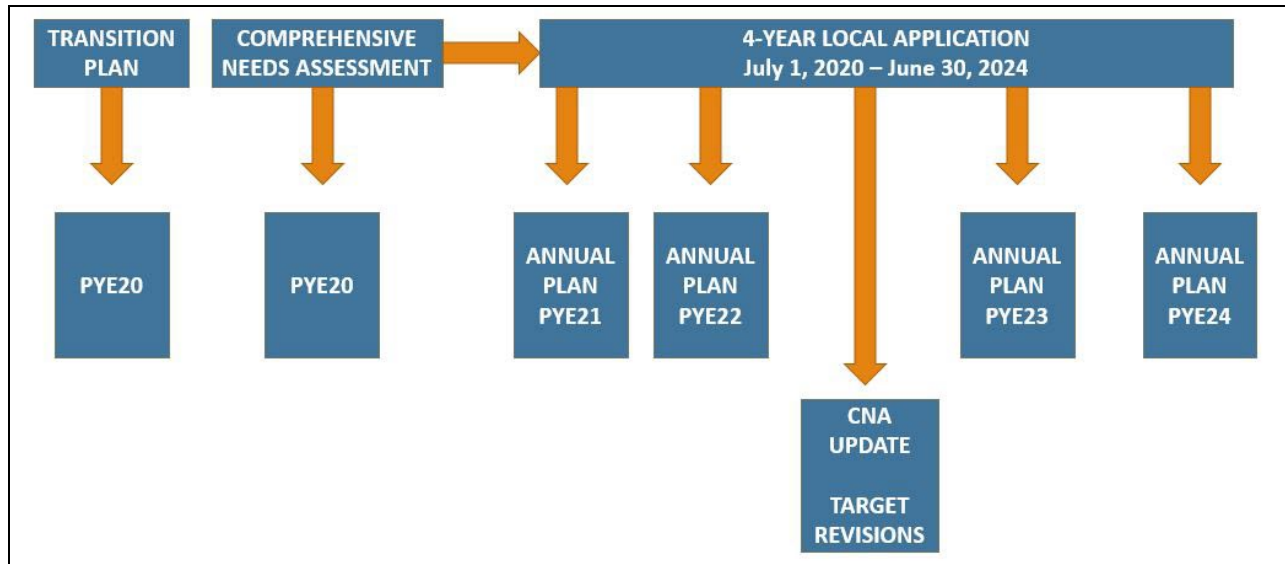 TRANSITION
PLAN
COMPREHENSIVE
NEEDS ASSESSMENT
4-YEAR LOCAL APPLICATION
July 1, 2020 – June 30, 2024
PYE20
PYE20
ANNUAL
PLAN
PYE21
ANNUAL
PLAN
PYE22
ANNUAL
PLAN
PYE23
ANNUAL
PLAN
PYE24
CNA
UPDATE
TARGET
REVISIONS